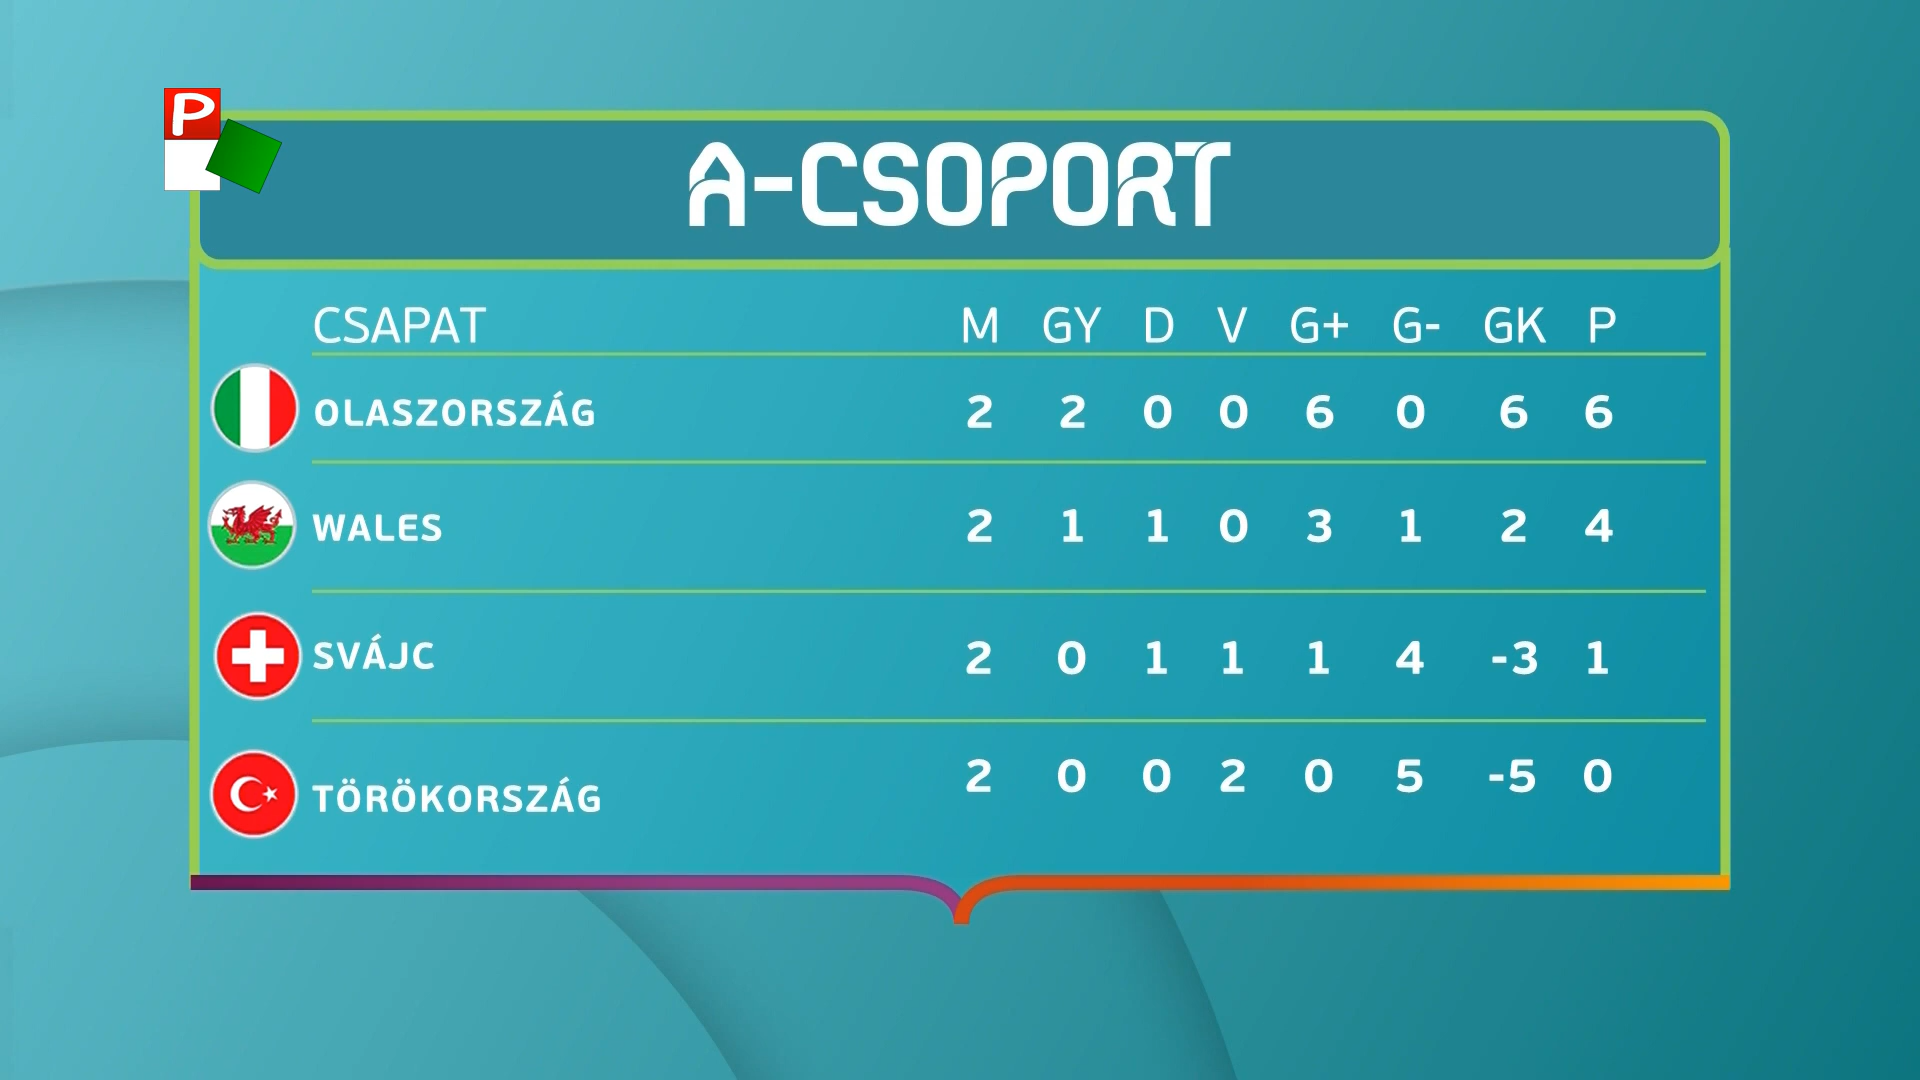 P
A-CSOPORT
CSAPAT M GY D V G+ G- GK P
OLASZORSZÁG 2 2 0 0 6 0 6 6
WALES 2 1 1 0 3 1 2 4
SVÁJC 2 0 1 1 1 4 -3 1
TÖRÖKORSZÁG 2 0 0 2 0 5 -5 0